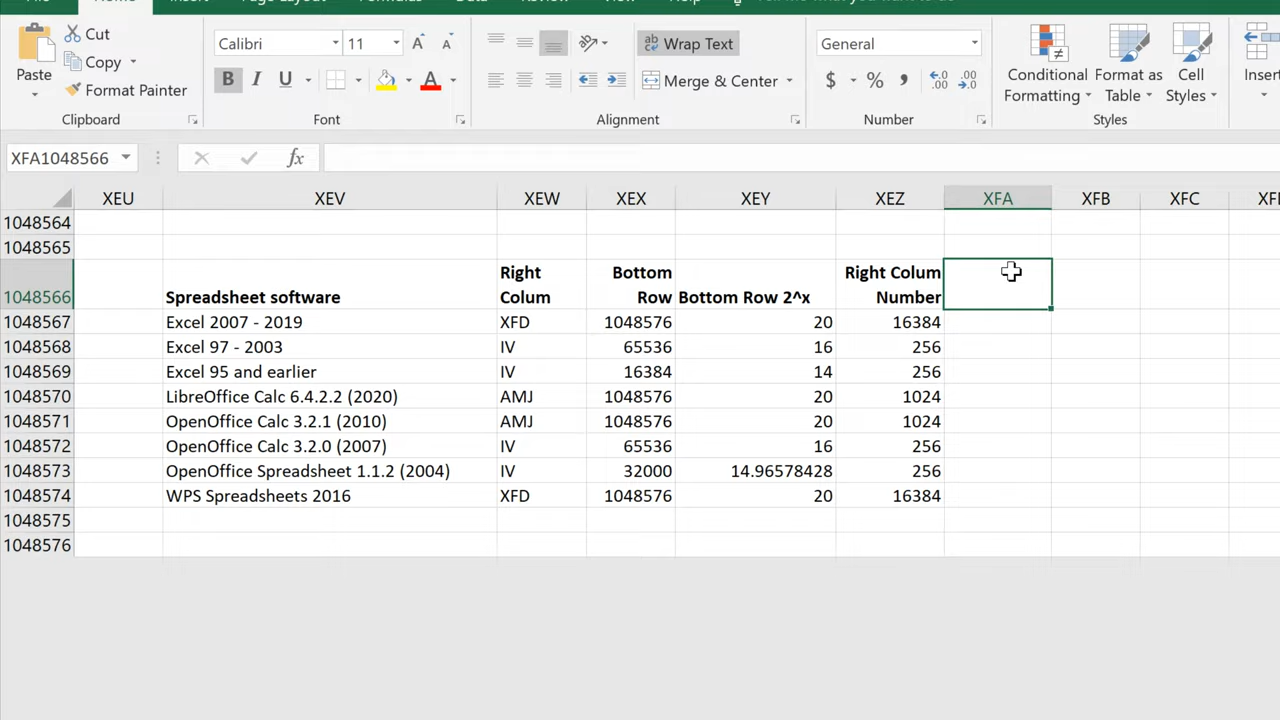 Cut
Calibri 11
Wrap Text
General
Paste
Copy
Format Painter
B I U
A
Merge & Center
$ % ,
Conditional Formatting
Format as Table
Cell Styles
Insert
Clipboard
Font
Alignment
Number
Styles
XFA1048566
fx
XEU XEV XEW XEX XEY XEZ XFA XFB XFC
1048564
1048565
Right Bottom Right Colum
1048566 Spreadsheet software Colum Row Bottom Row 2^x Number
1048567 Excel 2007 - 2019 XFD 1048576 20 16384
1048568 Excel 97 - 2003 IV 65536 16 256
1048569 Excel 95 and earlier IV 16384 14 256
1048570 LibreOffice Calc 6.4.2.2 (2020) AMJ 1048576 20 1024
1048571 OpenOffice Calc 3.2.1 (2010) AMJ 1048576 20 1024
1048572 OpenOffice Calc 3.2.0 (2007) IV 65536 16 256
1048573 OpenOffice Spreadsheet 1.1.2 (2004) IV 32000 14.96578428 256
1048574 WPS Spreadsheets 2016 XFD 1048576 20 16384
1048575
1048576